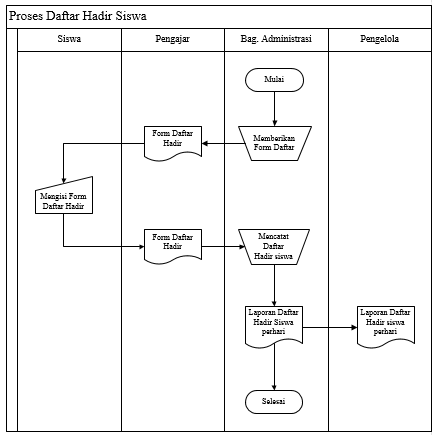 Proses Daftar Hadir Siswa
Siswa
Pengajar
Bag. Administrasi
Pengelola
Mulai
Form Daftar
Hadir
Memberikan
Form Daftar
Mengisi Form
Daftar Hadir
Form Daftar
Hadir
Mencatat
Daftar
Hadir siswa
Laporan Daftar
Hadir Siswa
perhari
Laporan Daftar
Hadir siswa
perhari
Selesai